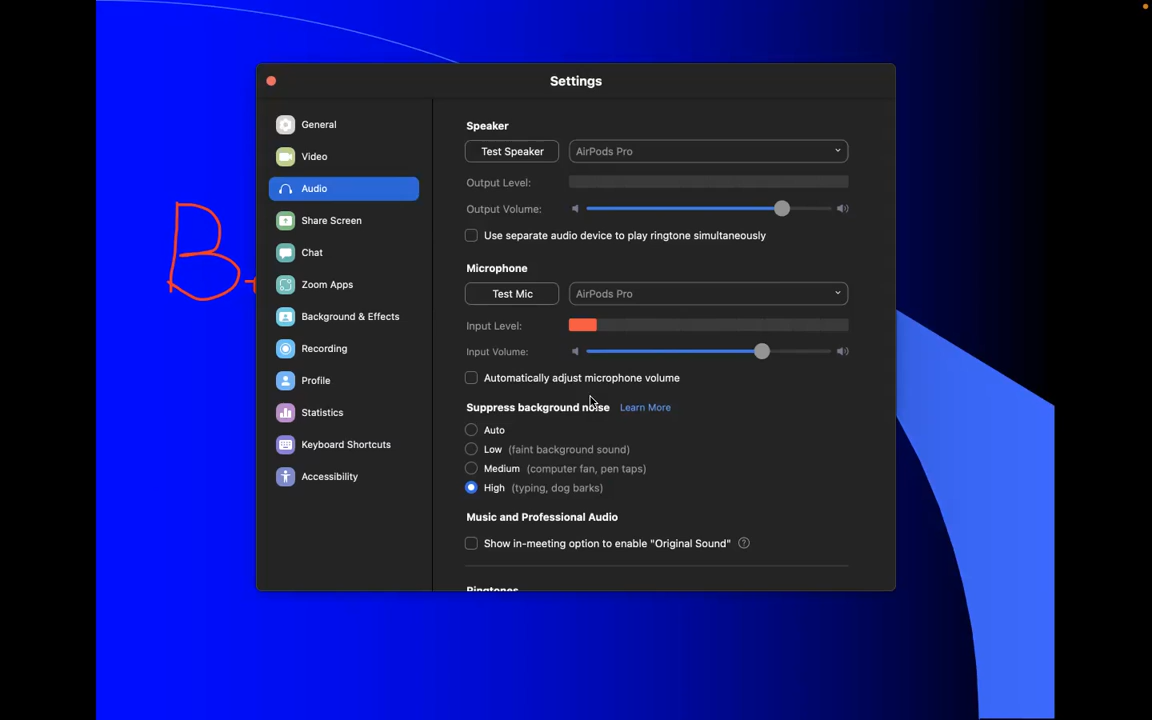 Settings
General
Video
Audio
Share Screen
Chat
Zoom Apps
Background & Effects
Recording
Profile
Statistics
Keyboard Shortcuts
Accessibility
Speaker
Test Speaker
AirPods Pro
Output Level:
Output Volume:
Use separate audio device to play ringtone simultaneously
Microphone
Test Mic
AirPods Pro
Input Level:
Input Volume:
Automatically adjust microphone volume
Suppress background noise Learn More
Auto
Low (faint background sound)
Medium (computer fan, pen taps)
High (typing, dog barks)
Music and Professional Audio
Show in-meeting option to enable "Original Sound" ?
Ringtones
B